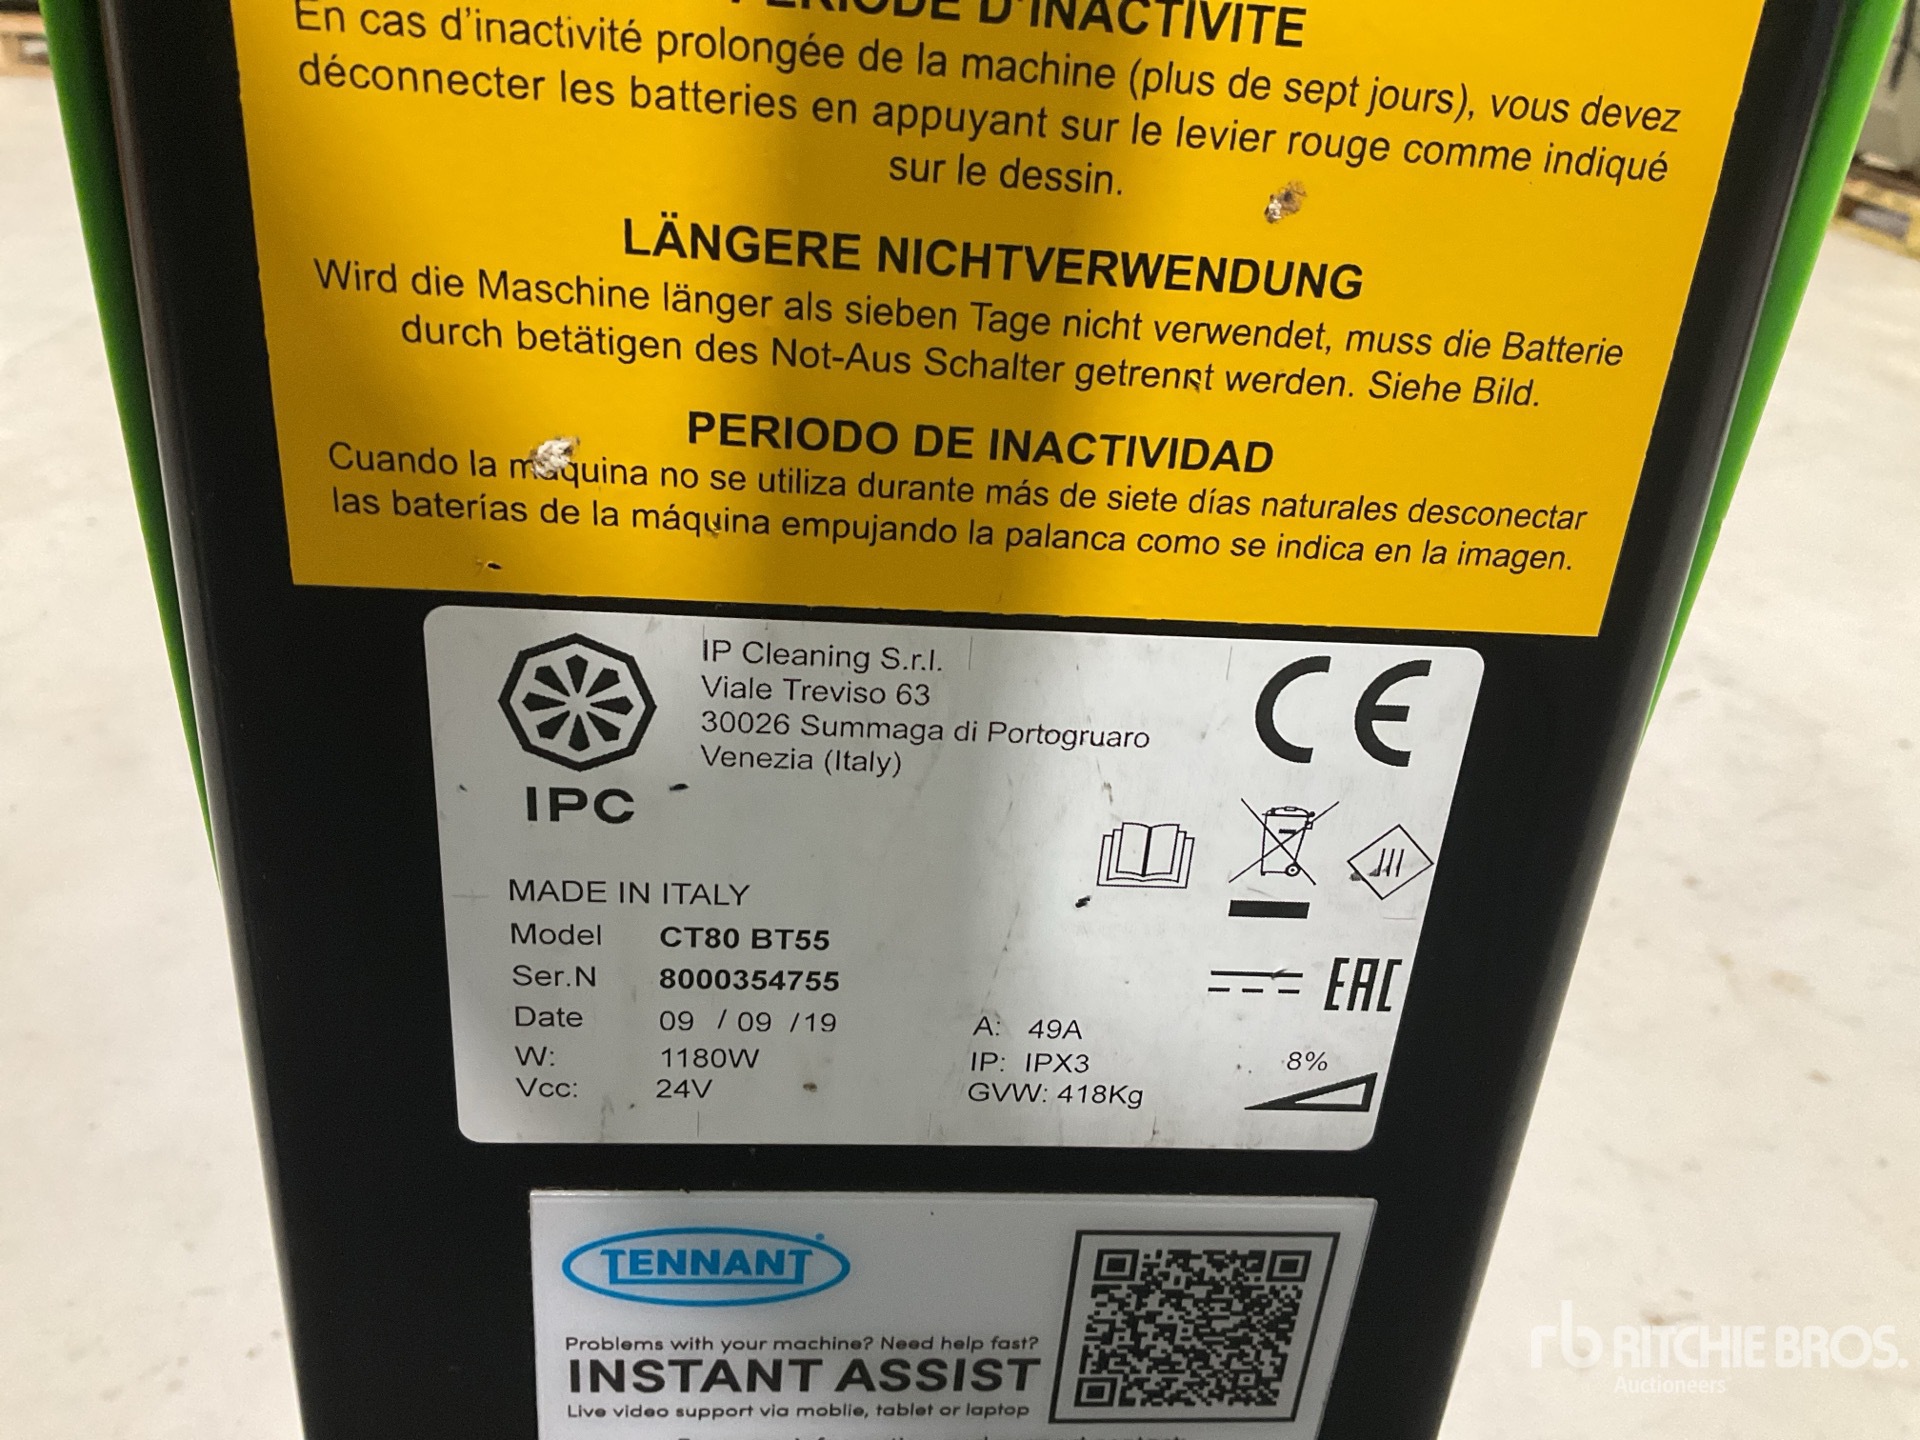 PERIODE D'INACTIVITE
En cas d'inactivité prolongée de la machine (plus de sept jours), vous devez
déconnecter les batteries en appuyant sur le levier rouge comme indiqué
sur le dessin.
LÄNGERE NICHTVERWENDUNG
Wird die Maschine länger als sieben Tage nicht verwendet, muss die Batterie
durch betätigen des Not-Aus Schalter getrennt werden. Siehe Bild.
PERIODO DE INACTIVIDAD
Cuando la máquina no se utiliza durante más de siete días naturales desconectar
las baterías de la máquina empujando la palanca como se indica en la imagen.
IP Cleaning S.r.l.
Viale Treviso 63
30026 Summaga di Portogruaro
Venezia (Italy)
IPC
CE
MADE IN ITALY
Model CT80 BT55
Ser.N 8000354755
Date 09 / 09 /19
W: 1180W
Vcc: 24V
EAC
A: 49A
IP: IPX3
GVW: 418Kg
8%
TENNANT
Problems with your machine? Need help fast?
INSTANT ASSIST
Live video support via moblie, tablet or laptop
rb RITCHIE BROS.
Auctioneers